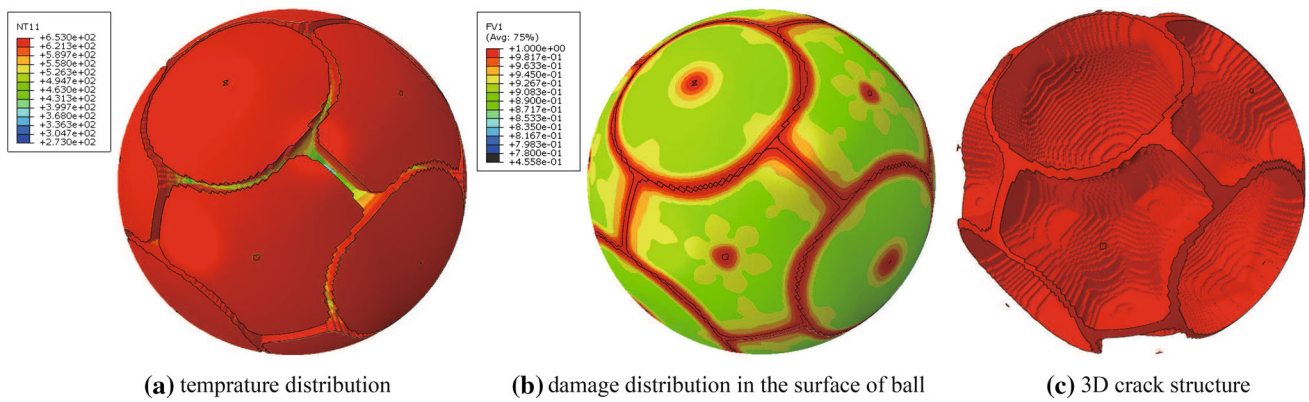 NT11
+6.530e+02
+6.213e+02
+5.897e+02
+5.580e+02
+5.263e+02
+4.947e+02
+4.630e+02
+4.313e+02
+3.997e+02
+3.680e+02
+3.363e+02
+3.047e+02
+2.730e+02
FV1
(Avg: 75%)
+1.000e+00
+9.817e-01
+9.633e-01
+9.450e-01
+9.267e-01
+9.083e-01
+8.900e-01
+8.717e-01
+8.533e-01
+8.350e-01
+8.167e-01
+7.983e-01
+7.800e-01
+4.558e-01
(a) temprature distribution
(b) damage distribution in the surface of ball
(c) 3D crack structure